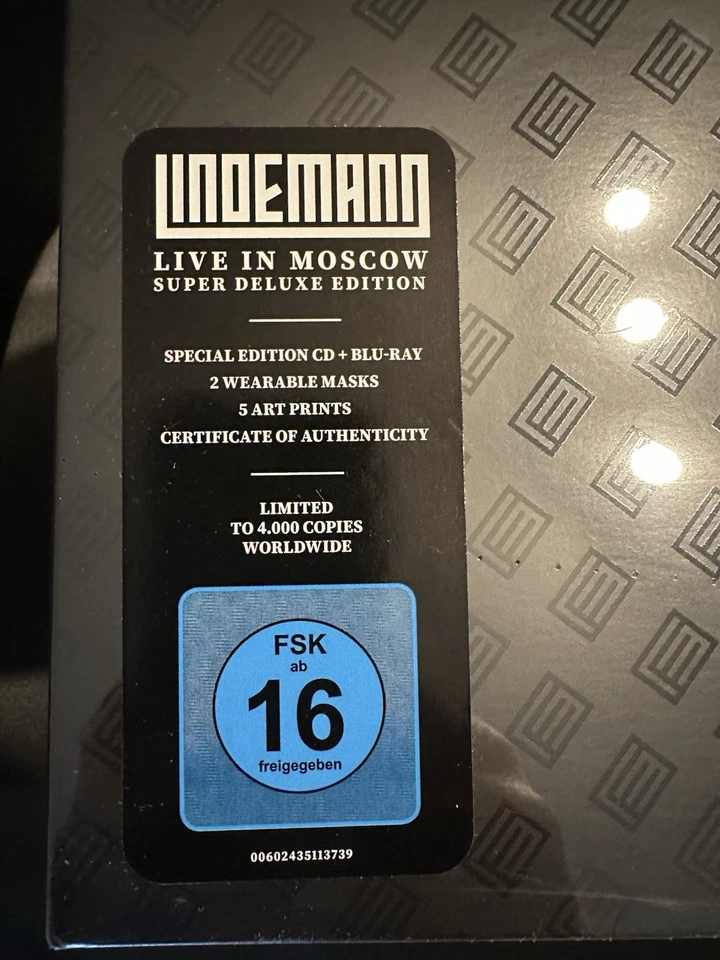 LINDEMANN
LIVE IN MOSCOW
SUPER DELUXE EDITION
SPECIAL EDITION CD + BLU-RAY
2 WEARABLE MASKS
5 ART PRINTS
CERTIFICATE OF AUTHENTICITY
LIMITED
TO 4.000 COPIES
WORLDWIDE
FSK
ab
16
freigegeben
00602435113739